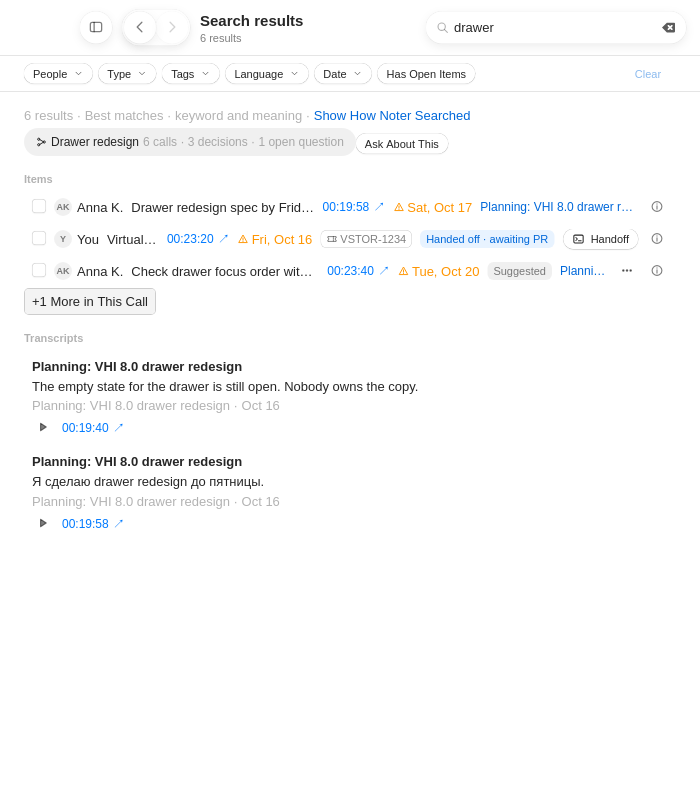 Search results
6 results
drawer
People
Type
Tags
Language
Date
Has Open Items
Clear
6 results · Best matches · keyword and meaning · Show How Noter Searched
Drawer redesign 6 calls · 3 decisions · 1 open question
Ask About This
Items
AK Anna K. Drawer redesign spec by Frid… 00:19:58 ↗ Sat, Oct 17 Planning: VHI 8.0 drawer r…
Y You Virtual… 00:23:20 ↗ Fri, Oct 16 VSTOR-1234 Handed off · awaiting PR Handoff
AK Anna K. Check drawer focus order wit… 00:23:40 ↗ Tue, Oct 20 Suggested Planni…
+1 More in This Call
Transcripts
Planning: VHI 8.0 drawer redesign
The empty state for the drawer is still open. Nobody owns the copy.
Planning: VHI 8.0 drawer redesign · Oct 16
00:19:40 ↗
Planning: VHI 8.0 drawer redesign
Я сделаю drawer redesign до пятницы.
Planning: VHI 8.0 drawer redesign · Oct 16
00:19:58 ↗